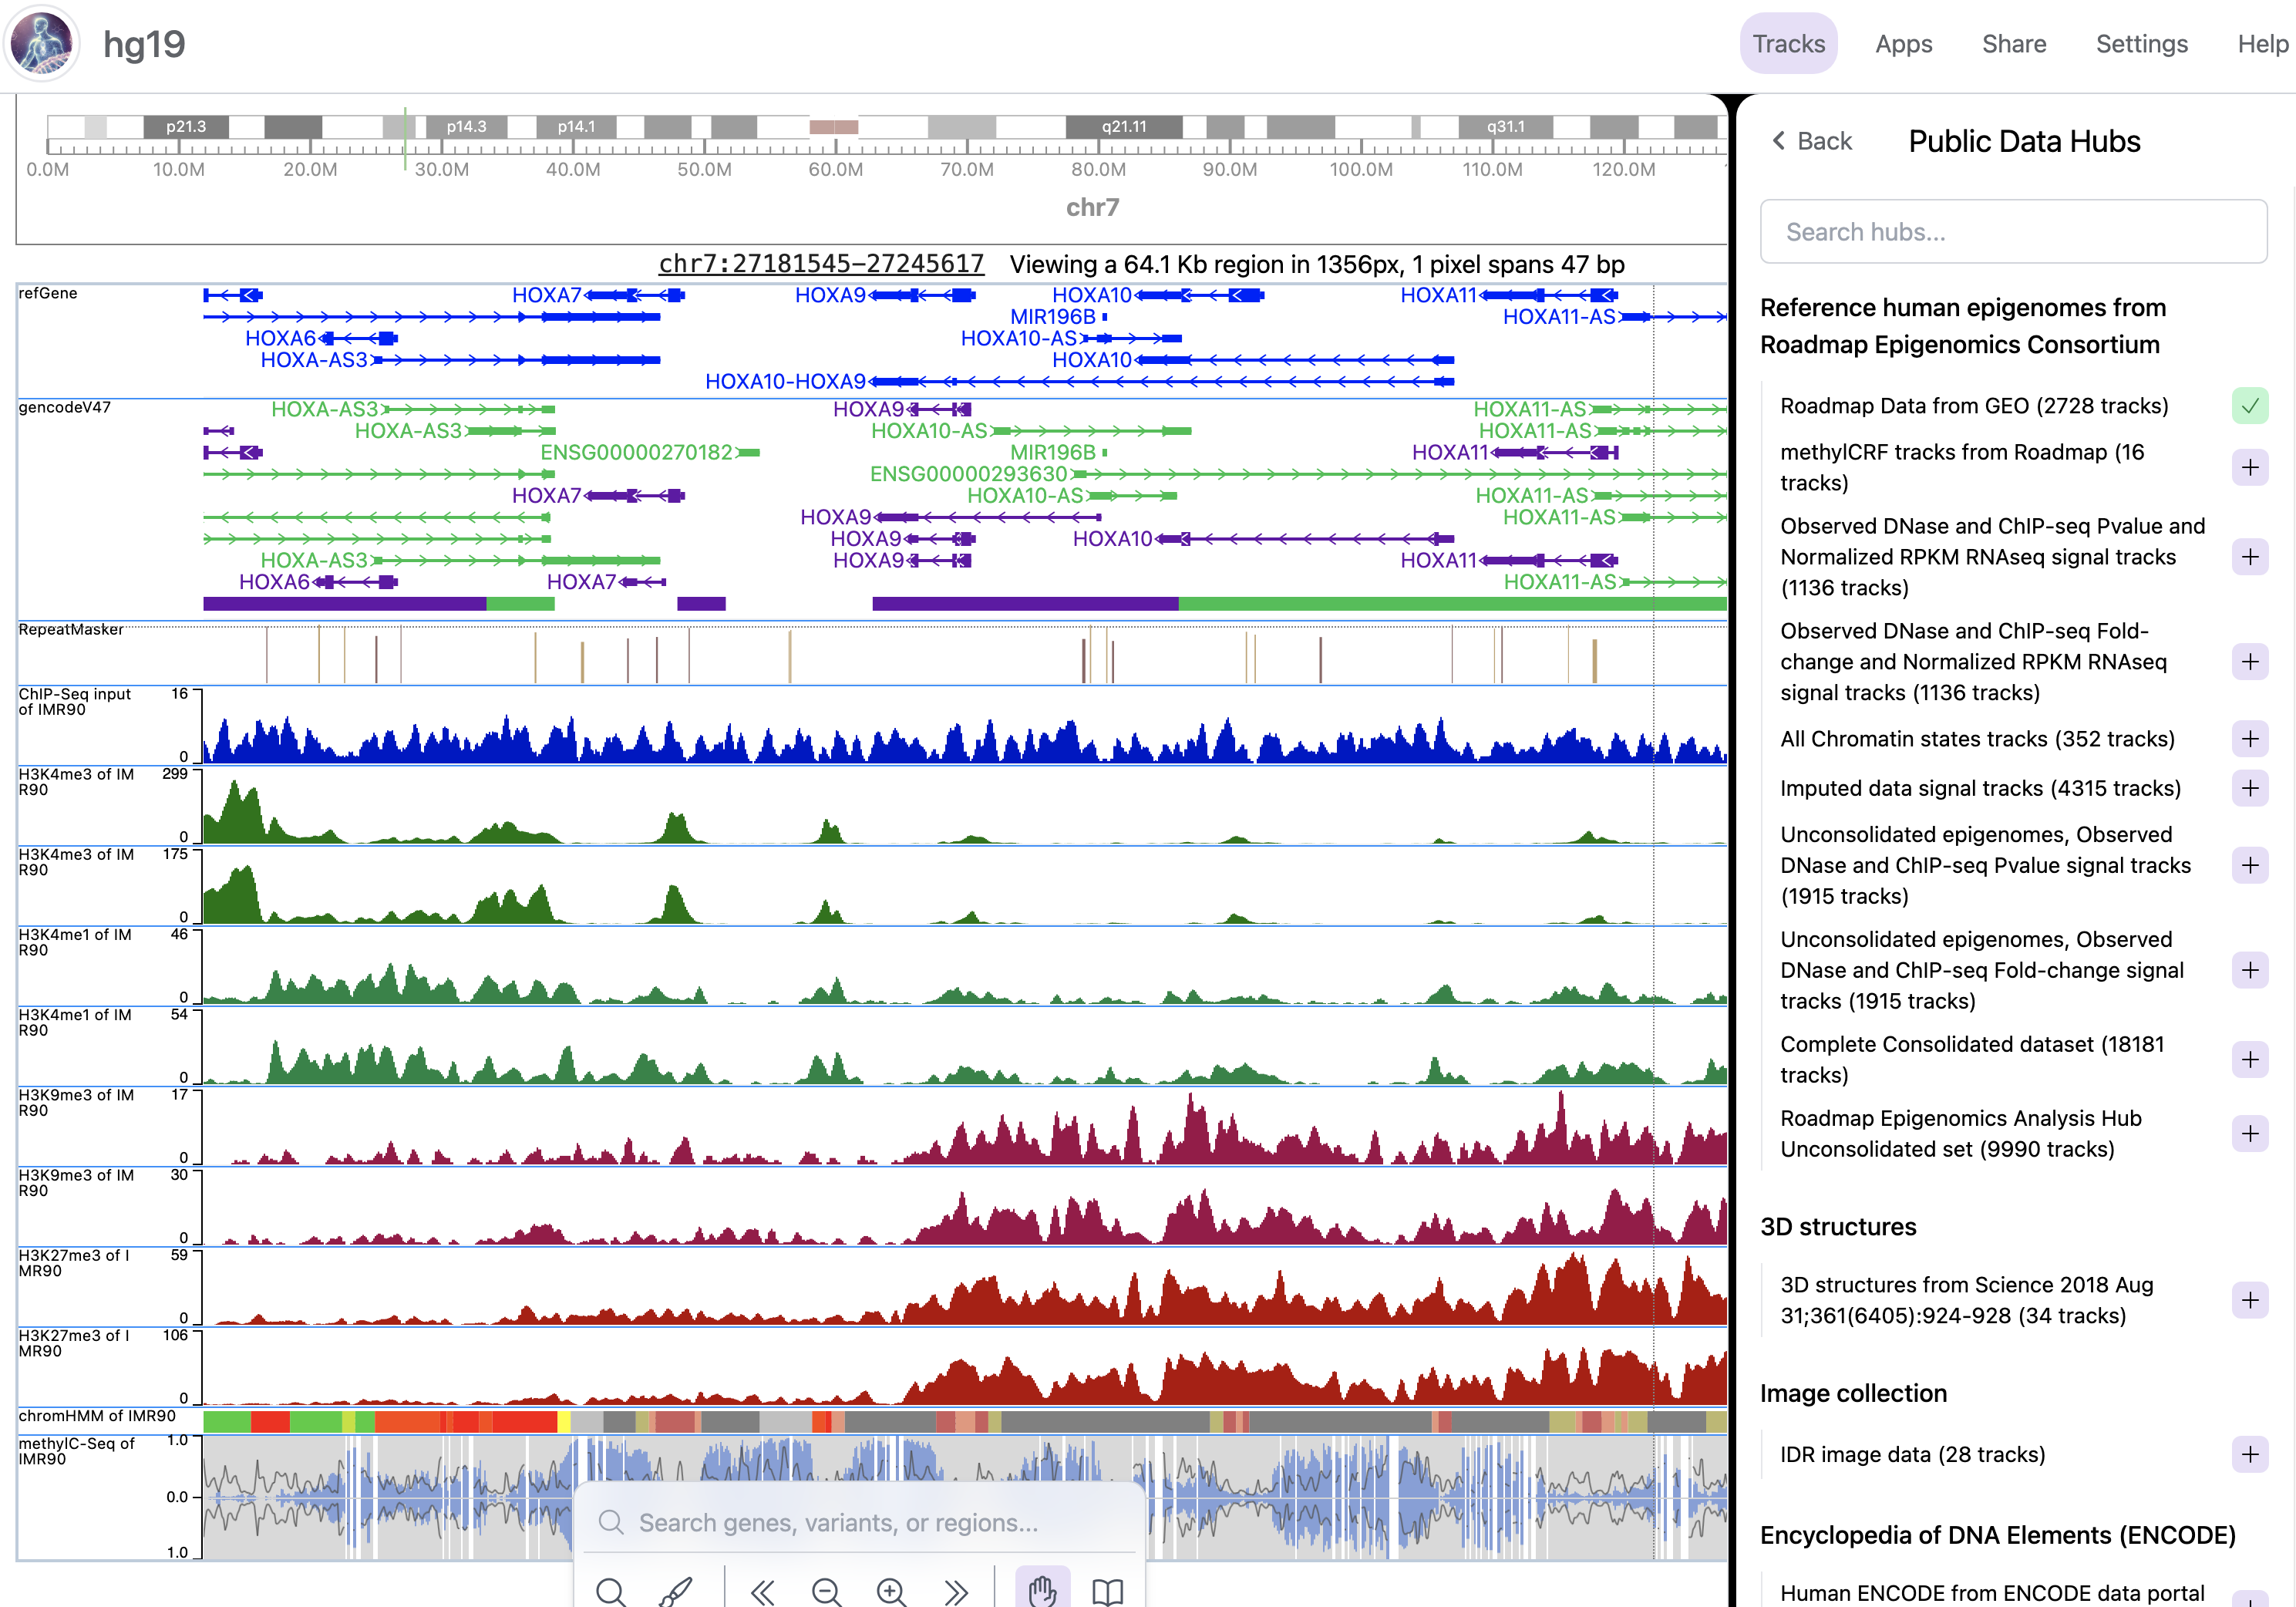 hg19
Tracks Apps Share Settings Help
p21.3 p14.3 p14.1 q21.11 q31.1
0.0M 10.0M 20.0M 30.0M 40.0M 50.0M 60.0M 70.0M 80.0M 90.0M 100.0M 110.0M 120.0M
chr7
chr7:27181545–27245617 Viewing a 64.1 Kb region in 1356px, 1 pixel spans 47 bp
refGene
HOXA7 HOXA9 HOXA10 HOXA11
MIR196B HOXA11-AS
HOXA6 HOXA10-AS
HOXA-AS3 HOXA10
HOXA10-HOXA9
gencodeV47
HOXA-AS3 HOXA9 HOXA11-AS
HOXA-AS3 HOXA10-AS HOXA11-AS
ENSG00000270182 MIR196B HOXA11
ENSG00000293630
HOXA7 HOXA10-AS HOXA11-AS
HOXA9 HOXA11-AS
HOXA9 HOXA10
HOXA-AS3 HOXA9 HOXA11
HOXA6 HOXA7 HOXA11-AS
RepeatMasker
ChIP-Seq input 16
of IMR90
0
H3K4me3 of IM 299
R90
0
H3K4me3 of IM 175
R90
0
H3K4me1 of IM 46
R90
0
H3K4me1 of IM 54
R90
0
H3K9me3 of IM 17
R90
0
H3K9me3 of IM 30
R90
0
H3K27me3 of I 59
MR90
0
H3K27me3 of I 106
MR90
0
chromHMM of IMR90
methylC-Seq of 1.0
IMR90
0.0
1.0
Search genes, variants, or regions...
Back Public Data Hubs
Search hubs...
Reference human epigenomes from
Roadmap Epigenomics Consortium
Roadmap Data from GEO (2728 tracks)
methylCRF tracks from Roadmap (16
tracks)
Observed DNase and ChIP-seq Pvalue and
Normalized RPKM RNAseq signal tracks
(1136 tracks)
Observed DNase and ChIP-seq Fold-
change and Normalized RPKM RNAseq
signal tracks (1136 tracks)
All Chromatin states tracks (352 tracks)
Imputed data signal tracks (4315 tracks)
Unconsolidated epigenomes, Observed
DNase and ChIP-seq Pvalue signal tracks
(1915 tracks)
Unconsolidated epigenomes, Observed
DNase and ChIP-seq Fold-change signal
tracks (1915 tracks)
Complete Consolidated dataset (18181
tracks)
Roadmap Epigenomics Analysis Hub
Unconsolidated set (9990 tracks)
3D structures
3D structures from Science 2018 Aug
31;361(6405):924-928 (34 tracks)
Image collection
IDR image data (28 tracks)
Encyclopedia of DNA Elements (ENCODE)
Human ENCODE from ENCODE data portal